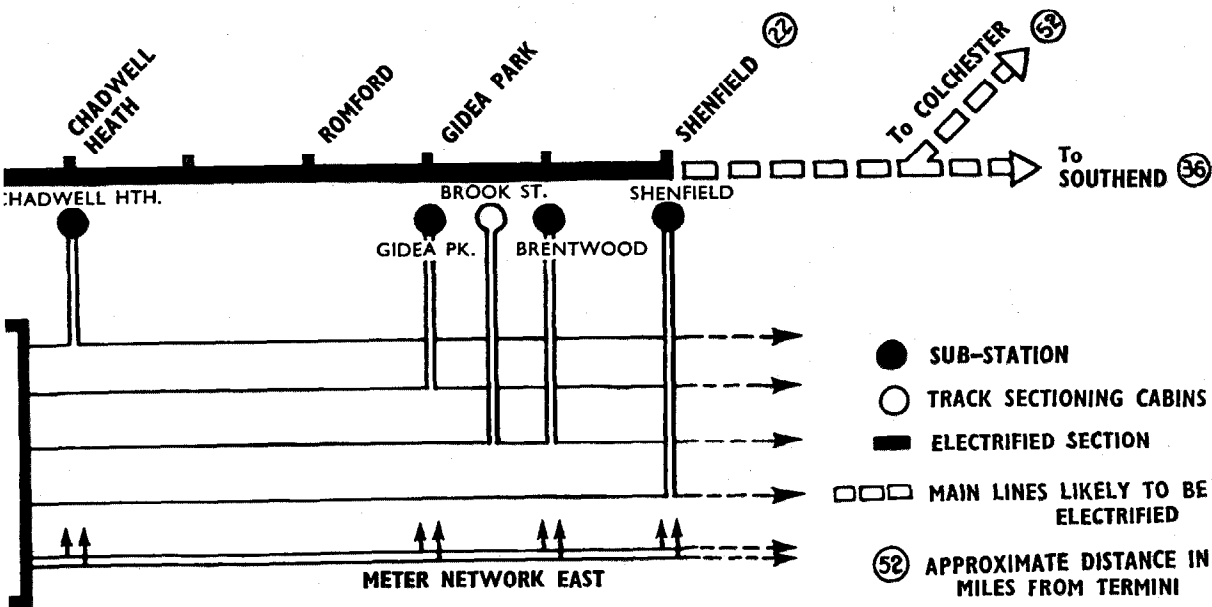 CHADWELL
HEATH
ROMFORD
GIDEA PARK
SHENFIELD 22
To COLCHESTER 52
To
SOUTHEND 36
CHADWELL HTH.
BROOK ST.
SHENFIELD
GIDEA PK.
BRENTWOOD
SUB-STATION
TRACK SECTIONING CABINS
ELECTRIFIED SECTION
MAIN LINES LIKELY TO BE
ELECTRIFIED
52 APPROXIMATE DISTANCE IN
MILES FROM TERMINI
METER NETWORK EAST